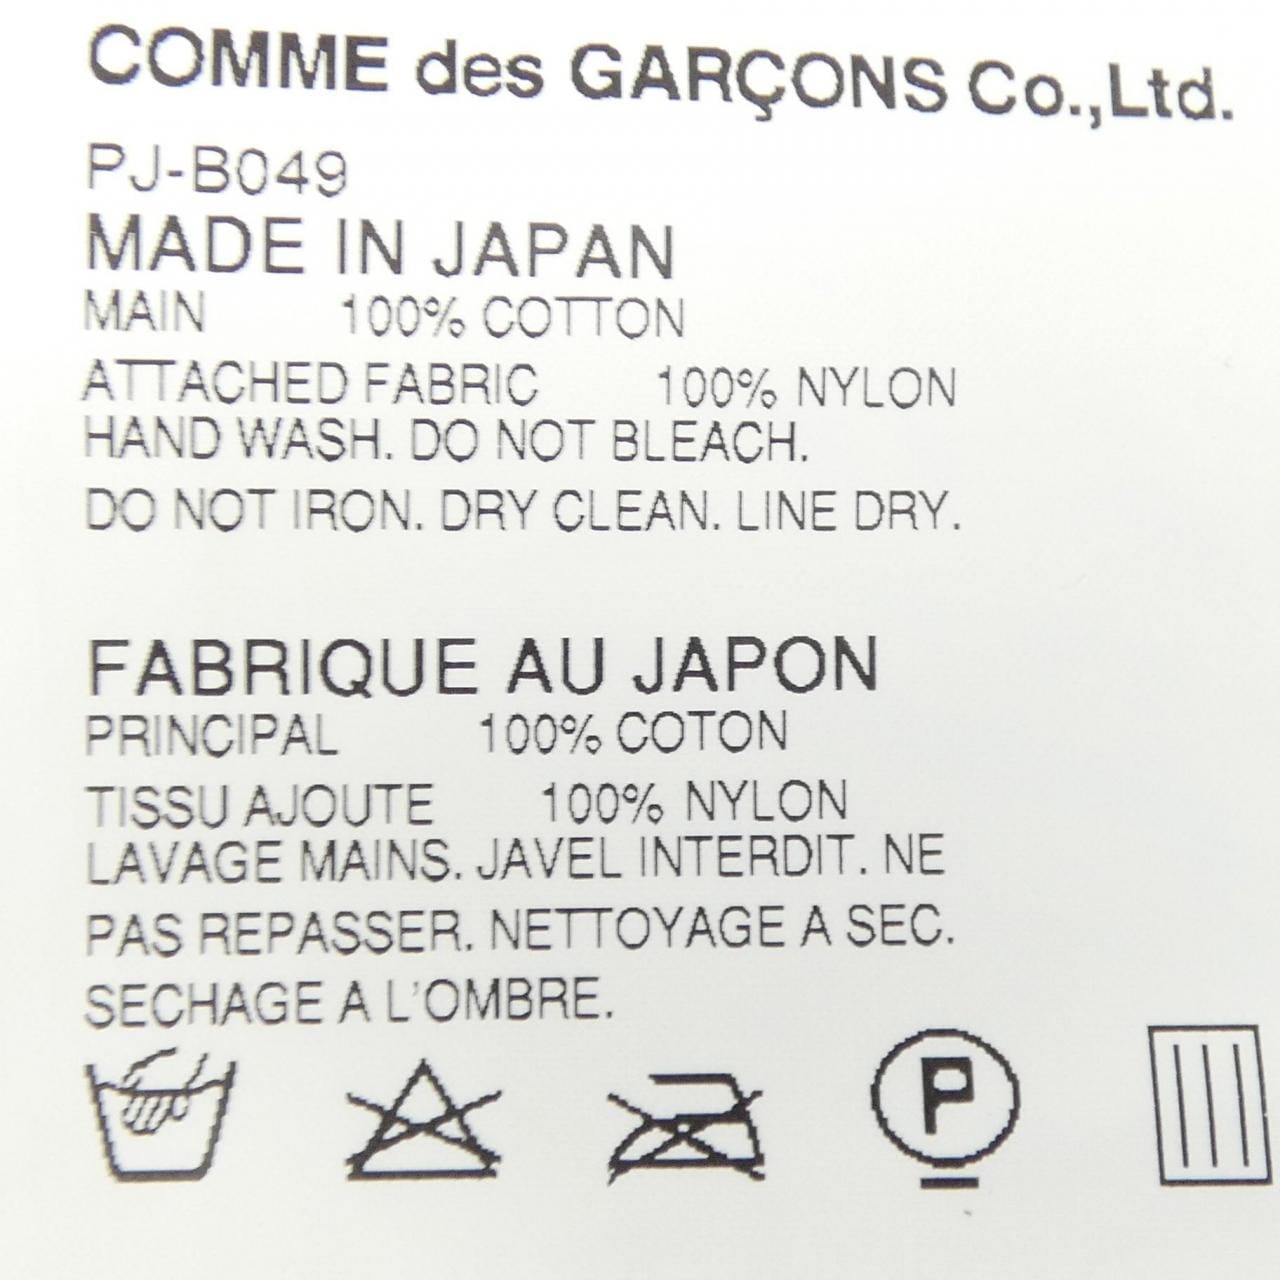 COMME des GARÇONS Co.,Ltd.
PJ-B049
MADE IN JAPAN
MAIN 100% COTTON
ATTACHED FABRIC 100% NYLON
HAND WASH. DO NOT BLEACH.
DO NOT IRON. DRY CLEAN. LINE DRY.
FABRIQUE AU JAPON
PRINCIPAL 100% COTON
TISSU AJOUTE 100% NYLON
LAVAGE MAINS. JAVEL INTERDIT. NE
PAS REPASSER. NETTOYAGE A SEC.
SECHAGE A L'OMBRE.
P